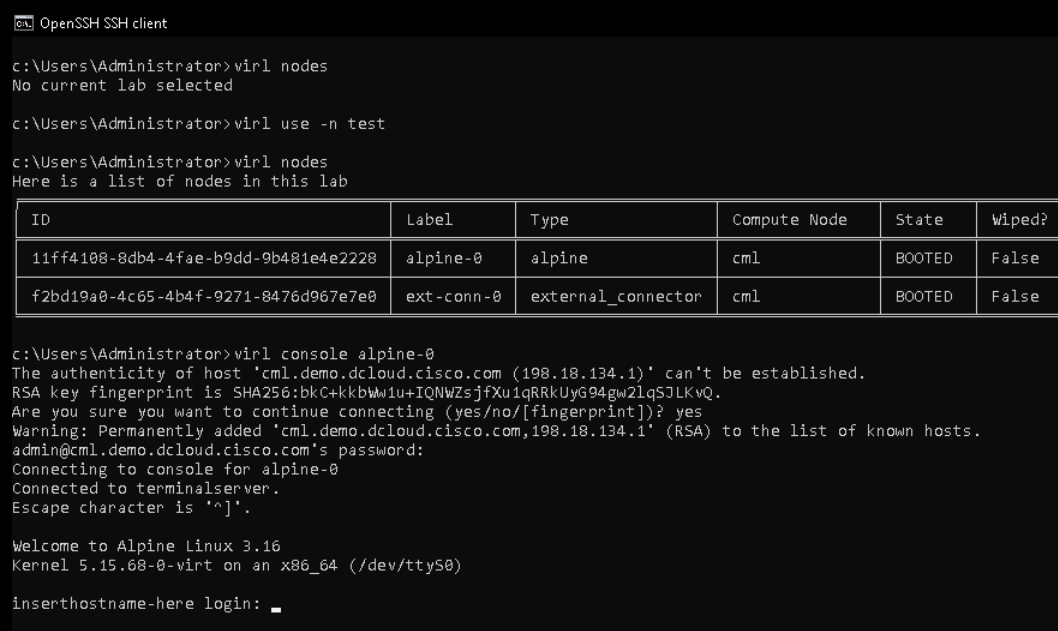 OpenSSH SSH client
c:\Users\Administrator>virl nodes
No current lab selected
c:\Users\Administrator>virl use -n test
c:\Users\Administrator>virl nodes
Here is a list of nodes in this lab
ID Label Type Compute Node State Wiped?
11ff4108-8db4-4fae-b9dd-9b481e4e2228 alpine-0 alpine cml BOOTED False
f2bd19a0-4c65-4b4f-9271-8476d967e7e0 ext-conn-0 external_connector cml BOOTED False
c:\Users\Administrator>virl console alpine-0
The authenticity of host 'cml.demo.dcloud.cisco.com (198.18.134.1)' can't be established.
RSA key fingerprint is SHA256:bkC+kkbWw1u+IQNWZsjfXu1qRRkUyG94gw2lqSJLKvQ.
Are you sure you want to continue connecting (yes/no/[fingerprint])? yes
Warning: Permanently added 'cml.demo.dcloud.cisco.com,198.18.134.1' (RSA) to the list of known hosts.
admin@cml.demo.dcloud.cisco.com's password:
Connecting to console for alpine-0
Connected to terminalserver.
Escape character is '^]'.
Welcome to Alpine Linux 3.16
Kernel 5.15.68-0-virt on an x86_64 (/dev/ttyS0)
inserthostname-here login: